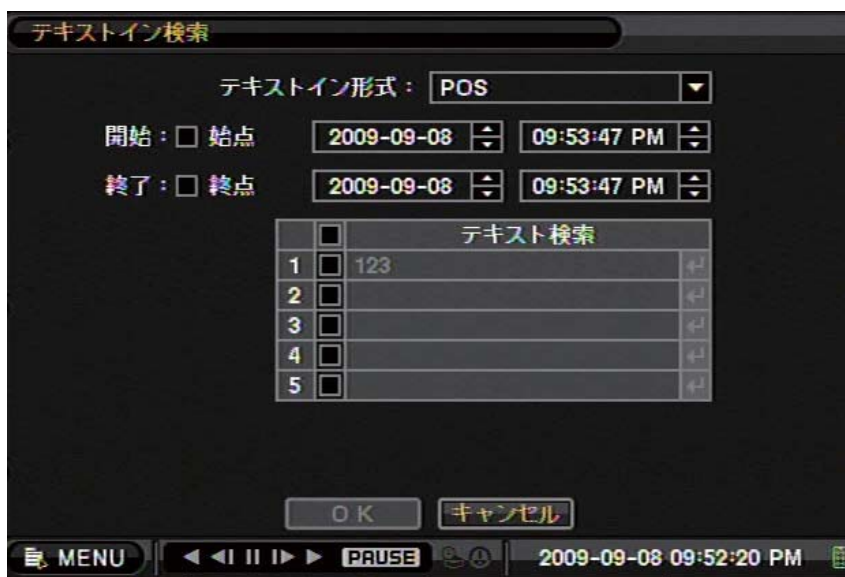 テキストイン検索
テキストイン形式： POS
開始： 始点 2009-09-08 09:53:47 PM
終了： 終点 2009-09-08 09:53:47 PM
テキスト検索
1 123
2
3
4
5
OK キャンセル
MENU PAUSE 2009-09-08 09:52:20 PM